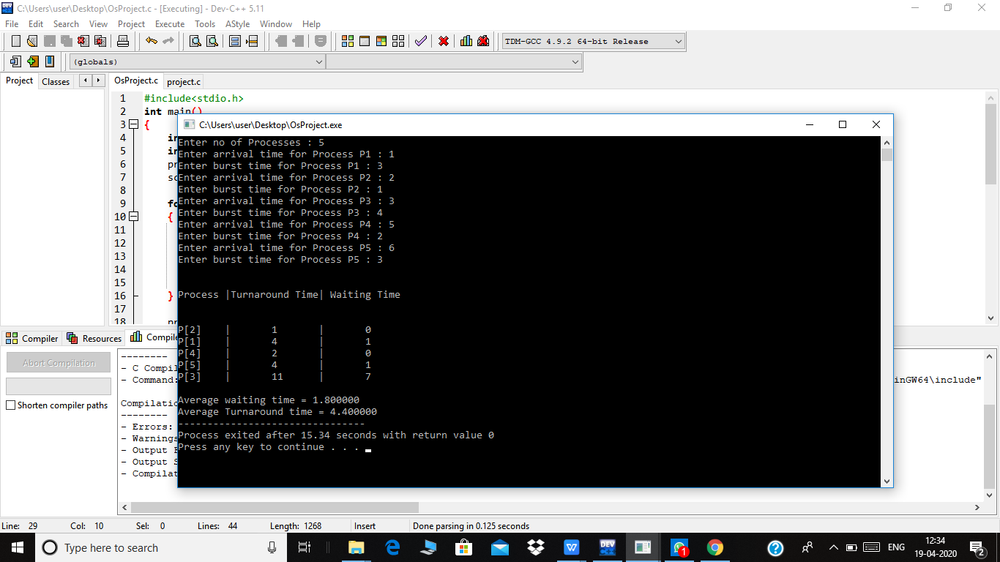 C:\Users\user\Desktop\OsProject.c - [Executing] - Dev-C++ 5.11
File Edit Search View Project Execute Tools AStyle Window Help
TDM-GCC 4.9.2 64-bit Release
(globals)
Project Classes OsProject.c project.c
1 #include<stdio.h>
2 int main()
3 {
4
5
6
7
8
9
10 {
11
12
13
14
15
16 }
17
18
C:\Users\user\Desktop\OsProject.exe
Enter no of Processes : 5
Enter arrival time for Process P1 : 1
Enter burst time for Process P1 : 3
Enter arrival time for Process P2 : 2
Enter burst time for Process P2 : 1
Enter arrival time for Process P3 : 3
Enter burst time for Process P3 : 4
Enter arrival time for Process P4 : 5
Enter burst time for Process P4 : 2
Enter arrival time for Process P5 : 6
Enter burst time for Process P5 : 3
Process |Turnaround Time| Waiting Time
P[2] | 1 | 0
P[1] | 4 | 1
P[4] | 2 | 0
P[5] | 4 | 1
P[3] | 11 | 7
Average waiting time = 1.800000
Average Turnaround time = 4.400000
--------------------------------
Process exited after 15.34 seconds with return value 0
Press any key to continue . . .
Compiler Resources
Abort Compilation
Shorten compiler paths
--------
- C
- Command:
inGW64\include"
--------
- Errors:
- Warnings
- Output
- Output
Line: 29 Col: 10 Sel: 0 Lines: 44 Length: 1268 Insert Done parsing in 0.125 seconds
Type here to search
DEV
1
ENG
12:34
19-04-2020
2